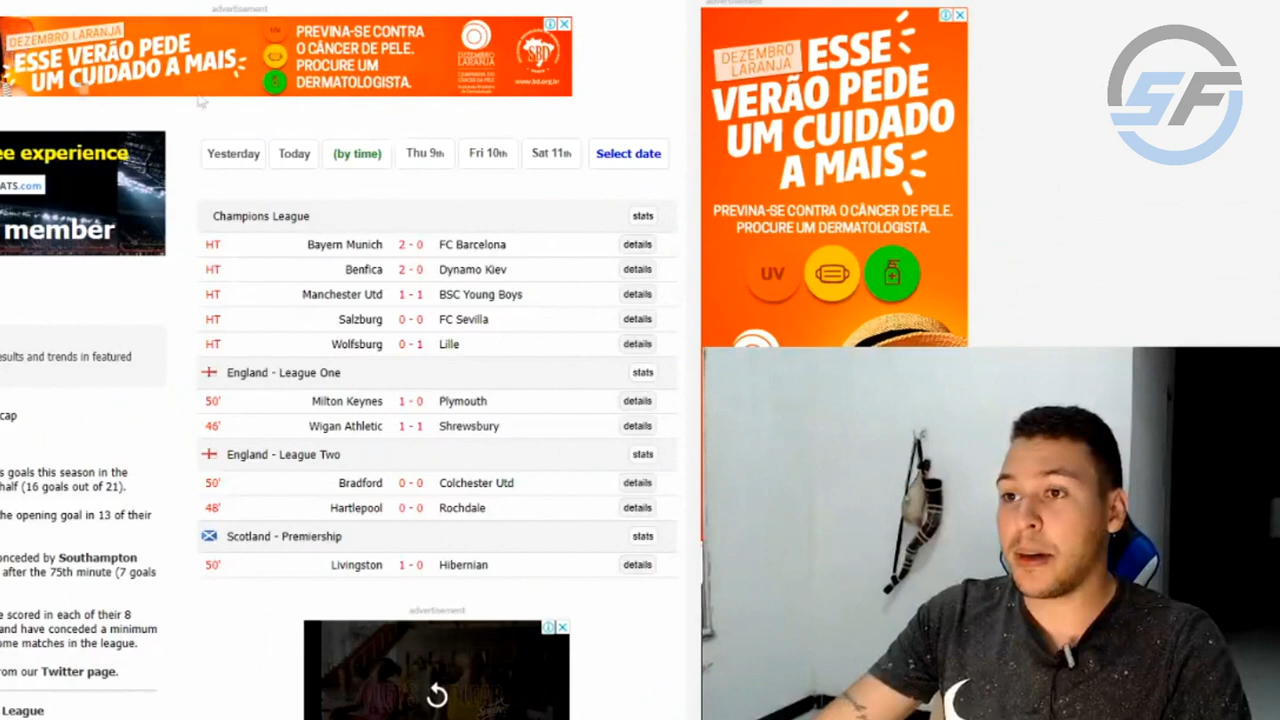 advertisement
DEZEMBRO
LARANJA
ESSE VERÃO PEDE
UM CUIDADO A MAIS
UV
PREVINA-SE CONTRA
O CÂNCER DE PELE.
PROCURE UM
DERMATOLOGISTA.
DEZEMBRO
LARANJA
SBD
ee experience
ATS.com
member
Yesterday
Today
(by time)
Thu 9th
Fri 10th
Sat 11th
Select date
Champions League stats
HT Bayern Munich 2 - 0 FC Barcelona details
HT Benfica 2 - 0 Dynamo Kiev details
HT Manchester Utd 1 - 1 BSC Young Boys details
HT Salzburg 0 - 0 FC Sevilla details
HT Wolfsburg 0 - 1 Lille details
England - League One stats
50' Milton Keynes 1 - 0 Plymouth details
46' Wigan Athletic 1 - 1 Shrewsbury details
England - League Two stats
50' Bradford 0 - 0 Colchester Utd details
48' Hartlepool 0 - 0 Rochdale details
Scotland - Premiership stats
50' Livingston 1 - 0 Hibernian details
advertisement
esults and trends in featured
cap
s goals this season in the
half (16 goals out of 21).
he opening goal in 13 of their
onceded by Southampton
after the 75th minute (7 goals
e scored in each of their 8
and have conceded a minimum
ome matches in the league.
rom our Twitter page.
League
DEZEMBRO
LARANJA
ESSE
VERÃO PEDE
UM CUIDADO
A MAIS
PREVINA-SE CONTRA O CÂNCER DE PELE.
PROCURE UM DERMATOLOGISTA.
UV
SF